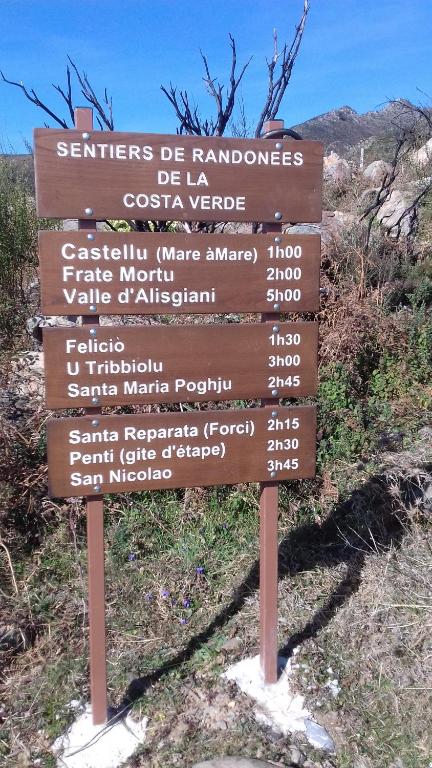 SENTIERS DE RANDONEES
DE LA
COSTA VERDE
Castellu (Mare àMare) 1h00
Frate Mortu 2h00
Valle d'Alisgiani 5h00
Feliciò 1h30
U Tribbiolu 3h00
Santa Maria Poghju 2h45
Santa Reparata (Forci) 2h15
Penti (gite d'étape) 2h30
San Nicolao 3h45